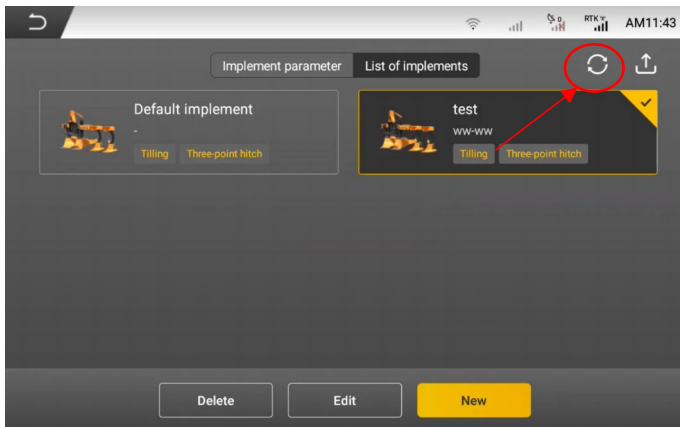 0
RTK
AM11:43
Implement parameter
List of implements
Default implement
-
Tilling Three-point hitch
test
ww-ww
Tilling Three-point hitch
Delete
Edit
New